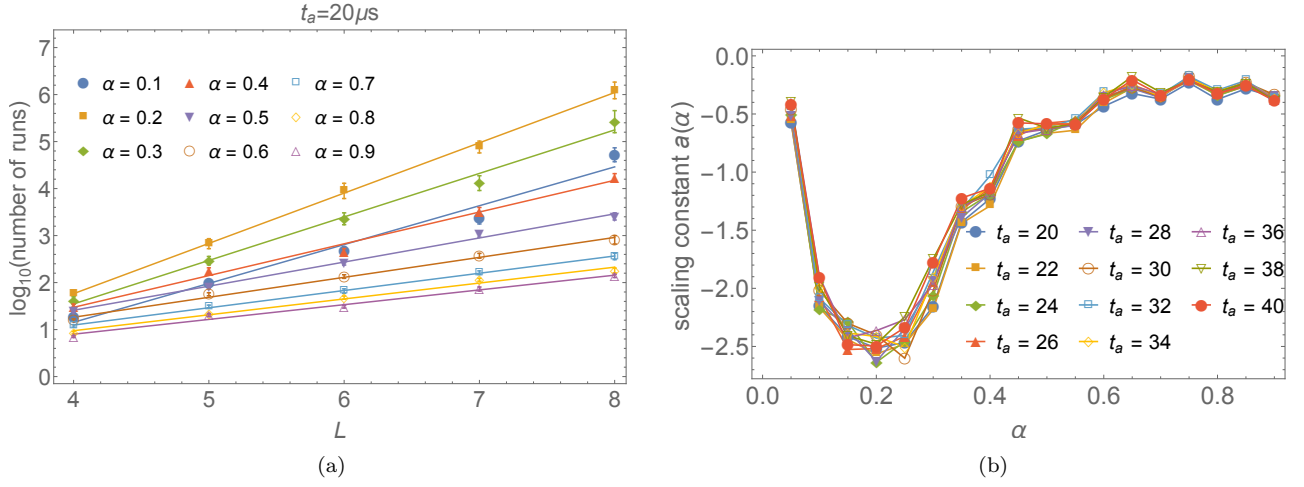 t_a=20μs
log₁₀(number of runs)
7
6
5
4
3
2
1
0
α = 0.1 α = 0.4 α = 0.7
α = 0.2 α = 0.5 α = 0.8
α = 0.3 α = 0.6 α = 0.9
4 5 6 7 8
L
(a)
scaling constant a(α)
0.0
−0.5
−1.0
−1.5
−2.0
−2.5
t_a = 20 t_a = 28 t_a = 36
t_a = 22 t_a = 30 t_a = 38
t_a = 24 t_a = 32 t_a = 40
t_a = 26 t_a = 34
0.0 0.2 0.4 0.6 0.8
α
(b)